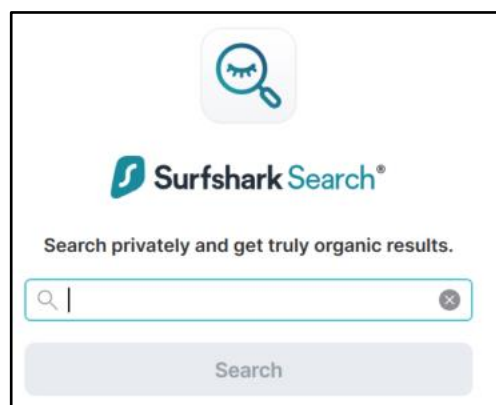 Surfshark Search®
Search privately and get truly organic results.
Search